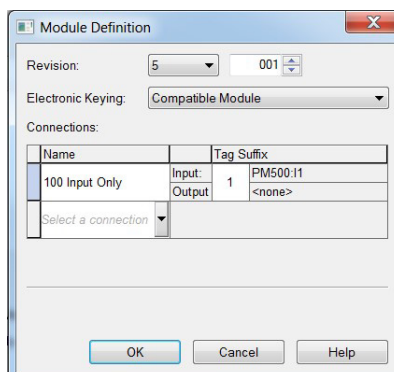 Module Definition
Revision: 5 001
Electronic Keying: Compatible Module
Connections:
Name Tag Suffix
100 Input Only Input: 1 PM500:I1
Output <none>
Select a connection
OK Cancel Help